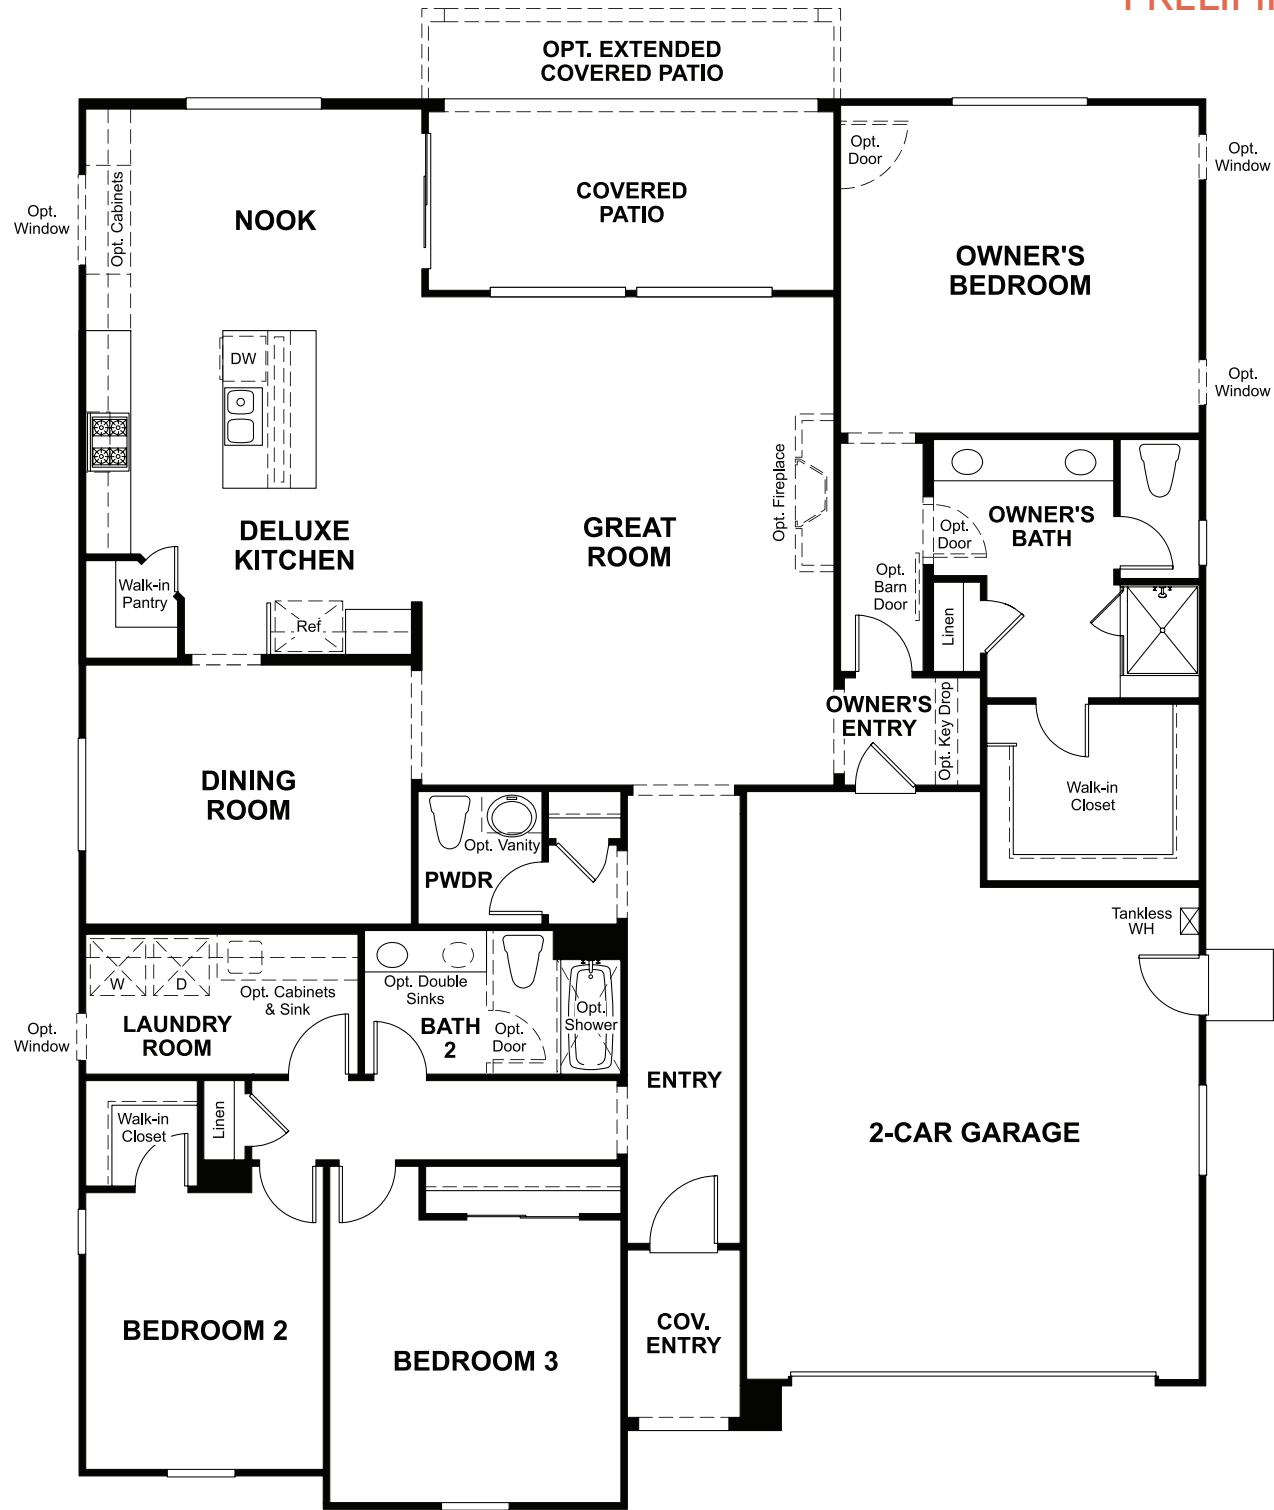 OPT. EXTENDED
COVERED PATIO
Opt.
Door
Opt.
Window
Opt. Cabinets
COVERED
PATIO
Opt.
Window
NOOK
OWNER'S
BEDROOM
DW
Opt.
Window
Opt. Fireplace
DELUXE
KITCHEN
GREAT
ROOM
OWNER'S
BATH
Opt.
Door
Opt.
Barn
Door
Walk-in
Pantry
Ref
Linen
OWNER'S
ENTRY
Opt. Key Drop
DINING
ROOM
Walk-in
Closet
Opt. Vanity
PWDR
Tankless
WH
W
D
Opt. Cabinets
& Sink
Opt. Double
Sinks
Opt.
Shower
Opt.
Window
LAUNDRY
ROOM
BATH
2
Opt.
Door
ENTRY
Walk-in
Closet
Linen
2-CAR GARAGE
BEDROOM 2
BEDROOM 3
COV.
ENTRY